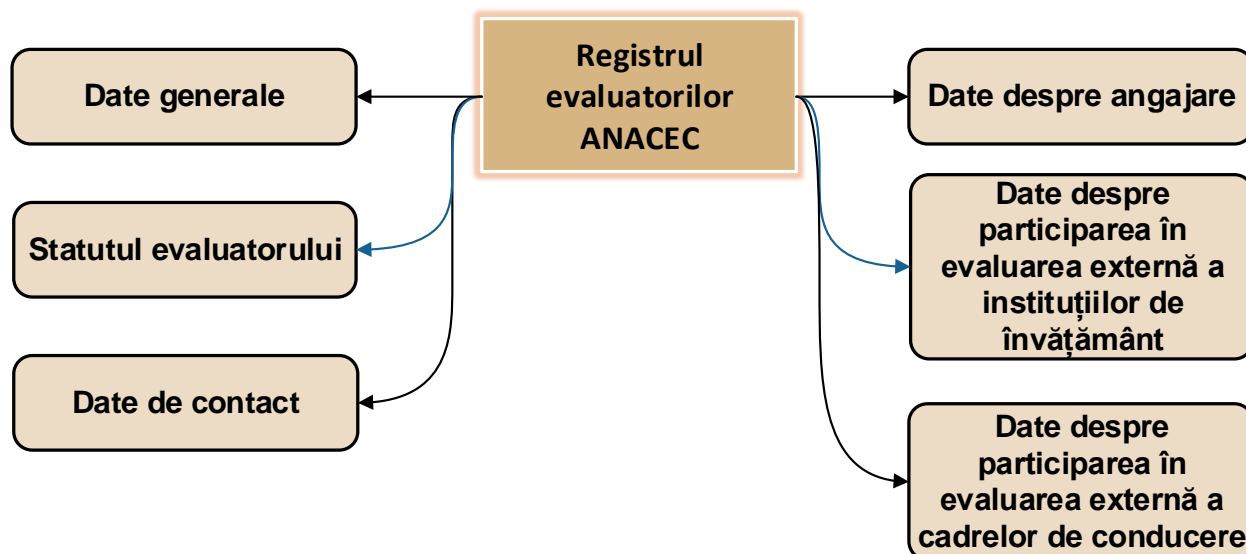 Registrul
evaluatorilor
ANACEC
Date generale
Statutul evaluatorului
Date de contact
Date despre angajare
Date despre
participarea în
evaluarea externă a
instituțiilor de
învățământ
Date despre
participarea în
evaluarea externă a
cadrelor de conducere